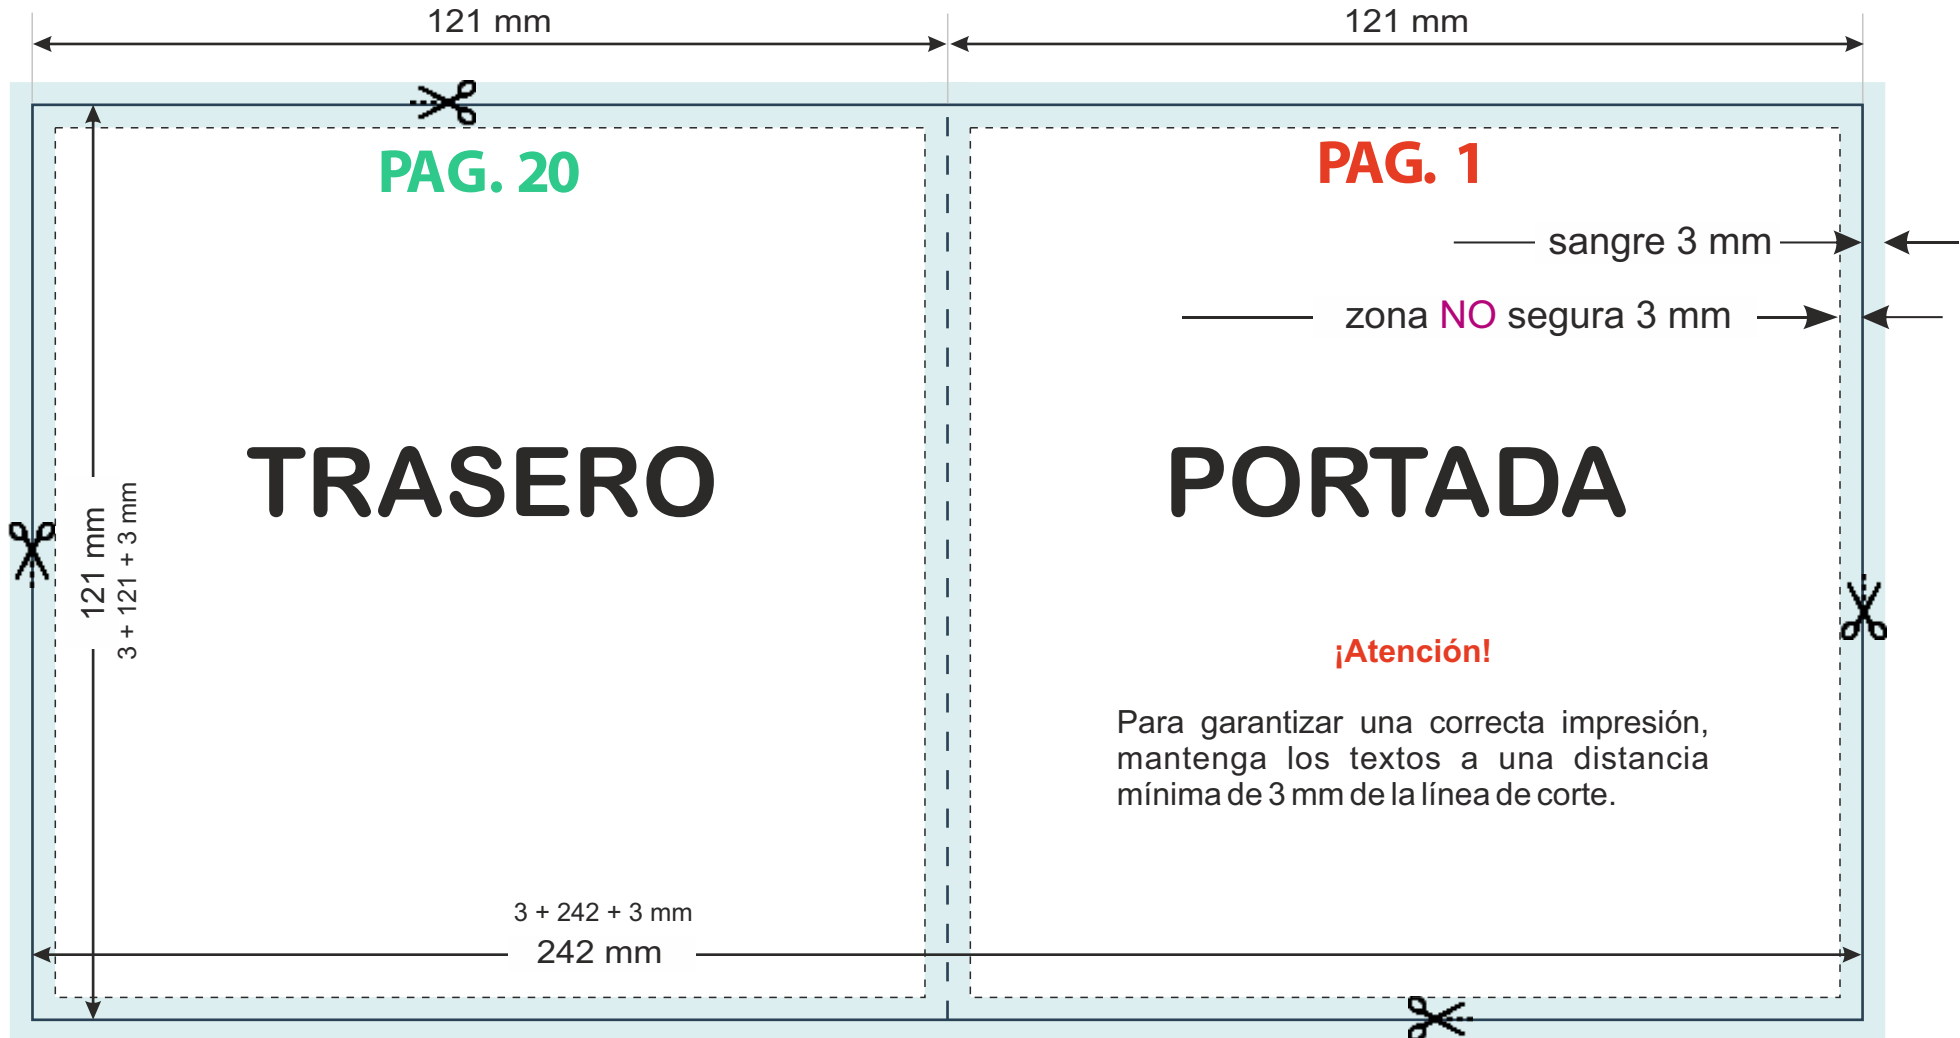 121 mm
121 mm
PAG. 20
PAG. 1
sangre 3 mm
zona NO segura 3 mm
TRASERO
PORTADA
121 mm
3 + 121 + 3 mm
¡Atención!
Para garantizar una correcta impresión,
mantenga los textos a una distancia
mínima de 3 mm de la línea de corte.
3 + 242 + 3 mm
242 mm